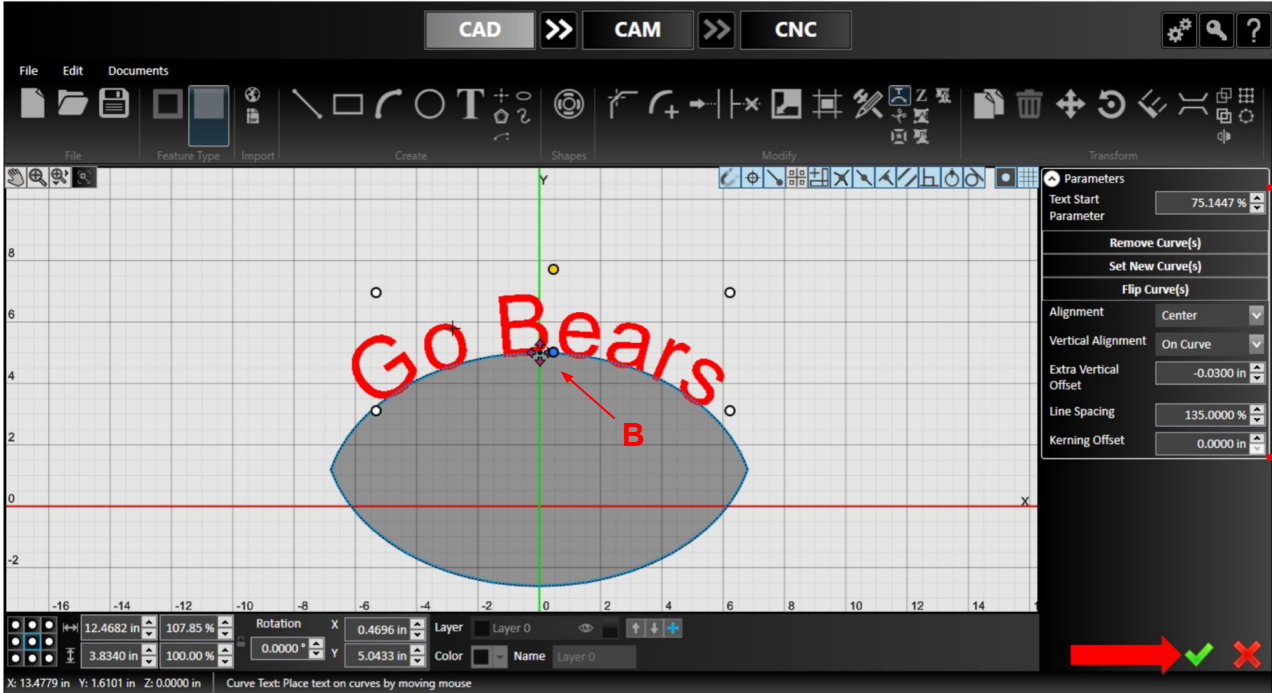 CAD CAM CNC
File Edit Documents
File Feature Type Import Create Shapes Modify Transform
Y
Parameters
Text Start
Parameter
75.1447 %
Remove Curve(s)
Set New Curve(s)
Flip Curve(s)
Alignment Center
Vertical Alignment On Curve
Extra Vertical
Offset
-0.0300 in
Line Spacing 135.0000 %
Kerning Offset 0.0000 in
8
6
4
2
0
-2
Go Bears
B
X
-16 -14 -12 -10 -8 -6 -4 -2 0 2 4 6 8 10 12 14 1
12.4682 in 107.85 % Rotation X 0.4696 in Layer Layer 0
3.8340 in 100.00 % 0.0000 ° Y 5.0433 in Color Name Layer 0
X: 13.4779 in Y: 1.6101 in Z: 0.0000 in Curve Text: Place text on curves by moving mouse